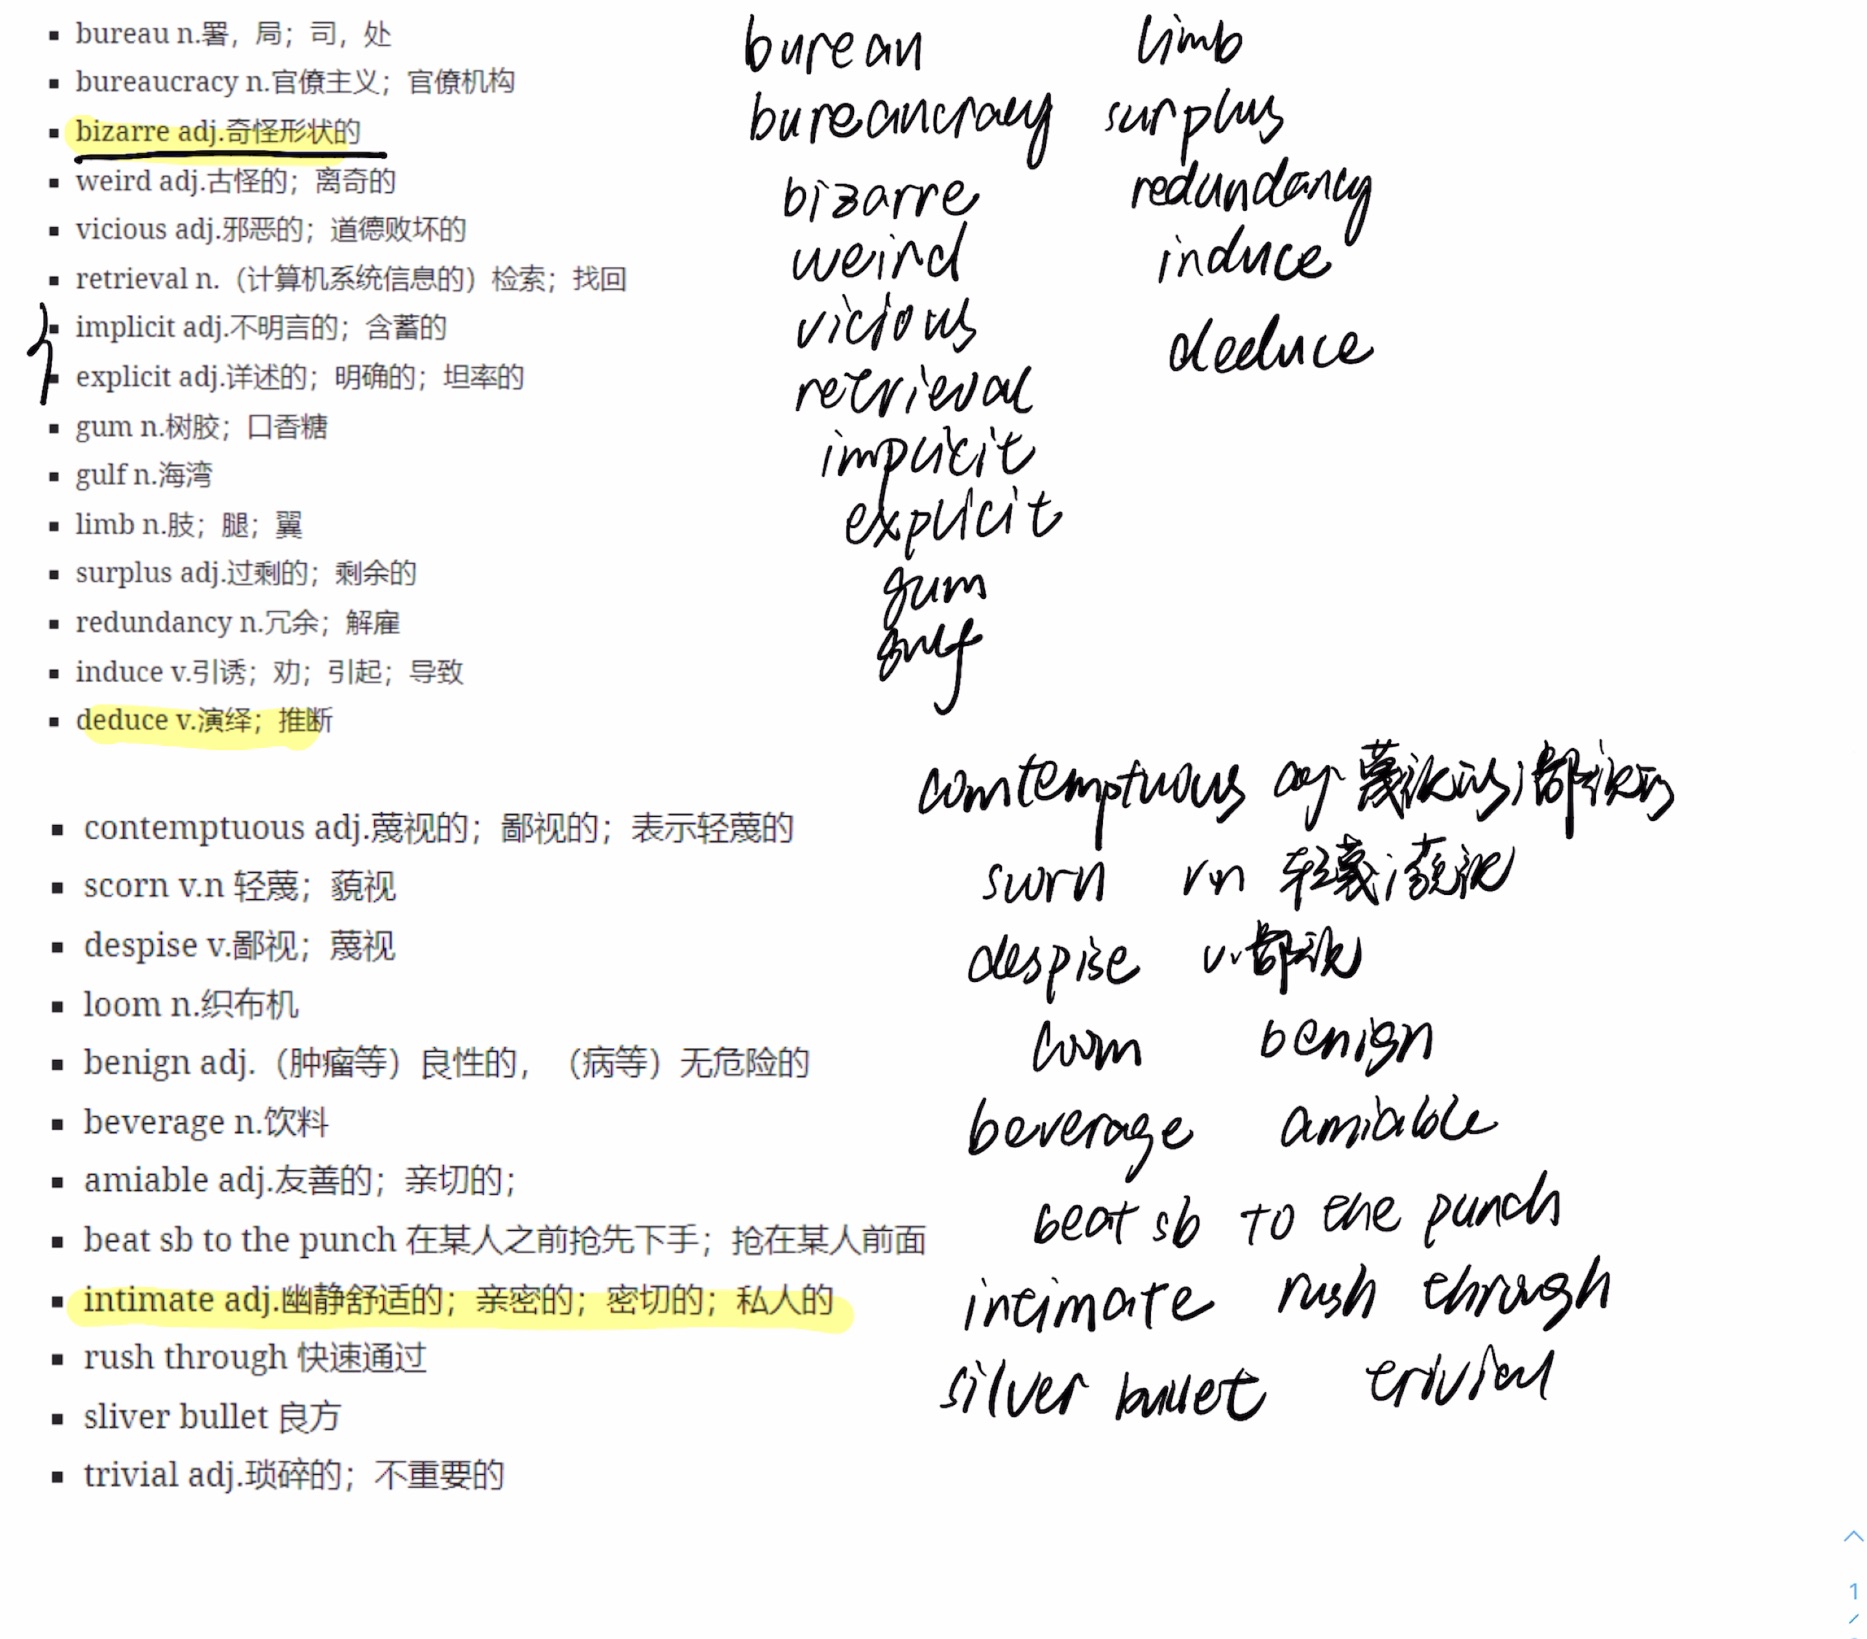 ▪ bureau n.署，局；司，处
▪ bureaucracy n.官僚主义；官僚机构
▪ bizarre adj.奇怪形状的
▪ weird adj.古怪的；离奇的
▪ vicious adj.邪恶的；道德败坏的
▪ retrieval n.（计算机系统信息的）检索；找回
▪ implicit adj.不明言的；含蓄的
▪ explicit adj.详述的；明确的；坦率的
▪ gum n.树胶；口香糖
▪ gulf n.海湾
▪ limb n.肢；腿；翼
▪ surplus adj.过剩的；剩余的
▪ redundancy n.冗余；解雇
▪ induce v.引诱；劝；引起；导致
▪ deduce v.演绎；推断
bureau limb
bureaucracy surplus
bizarre redundancy
weird induce
vicious deduce
retrieval
implicit
explicit
gum
gulf
▪ contemptuous adj.蔑视的；鄙视的；表示轻蔑的
▪ scorn v.n 轻蔑；藐视
▪ despise v.鄙视；蔑视
▪ loom n.织布机
▪ benign adj.（肿瘤等）良性的，（病等）无危险的
▪ beverage n.饮料
▪ amiable adj.友善的；亲切的；
▪ beat sb to the punch 在某人之前抢先下手；抢在某人前面
▪ intimate adj.幽静舒适的；亲密的；密切的；私人的
▪ rush through 快速通过
▪ sliver bullet 良方
▪ trivial adj.琐碎的；不重要的
comtemptuous adj 蔑视的；鄙视的
scorn v.n 轻蔑；藐视
despise v.鄙视
loom benign
beverage amiable
beat sb to the punch
intimate rush through
silver bullet trivial
1